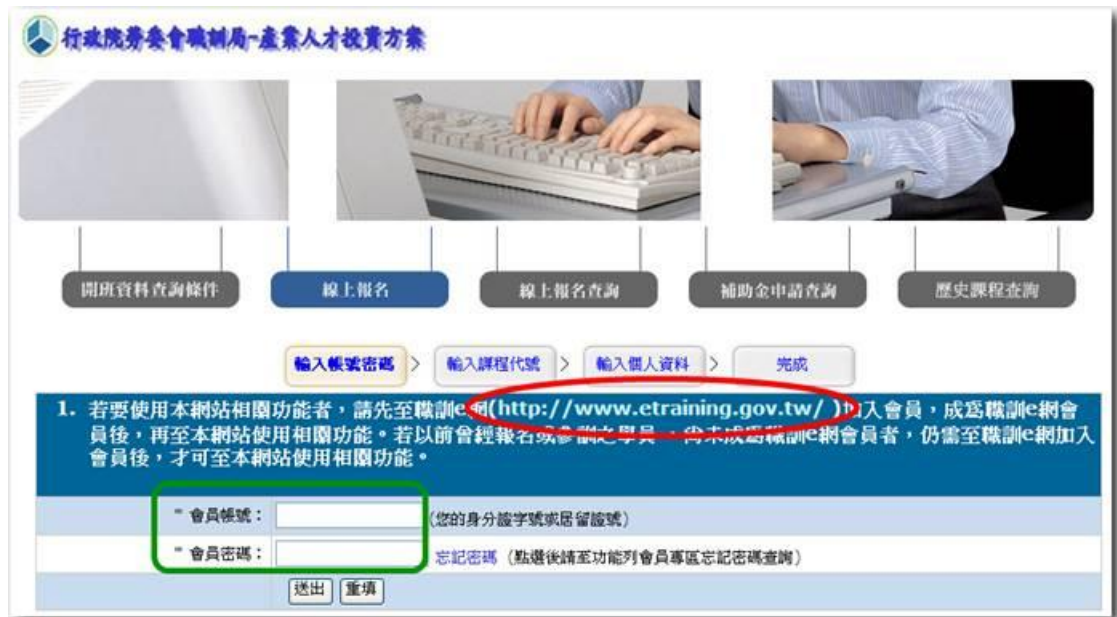 行政院勞委會職訓局-產業人才投資方案
開班資料查詢條件 線上報名 線上報名查詢 補助金申請查詢 歷史課程查詢
輸入帳號密碼 > 輸入課程代號 > 輸入個人資料 > 完成
1. 若要使用本網站相關功能者，請先至職訓e網(http://www.etraining.gov.tw/ )加入會員，成為職訓e網會
員後，再至本網站使用相關功能。若以前曾經報名或參訓之學員，尚未成為職訓e網會員者，仍需至職訓e網加入
會員後，才可至本網站使用相關功能。
* 會員帳號： (您的身分證字號或居留證號)
* 會員密碼： 忘記密碼 (點選後請至功能列會員專區忘記密碼查詢)
送出 重填